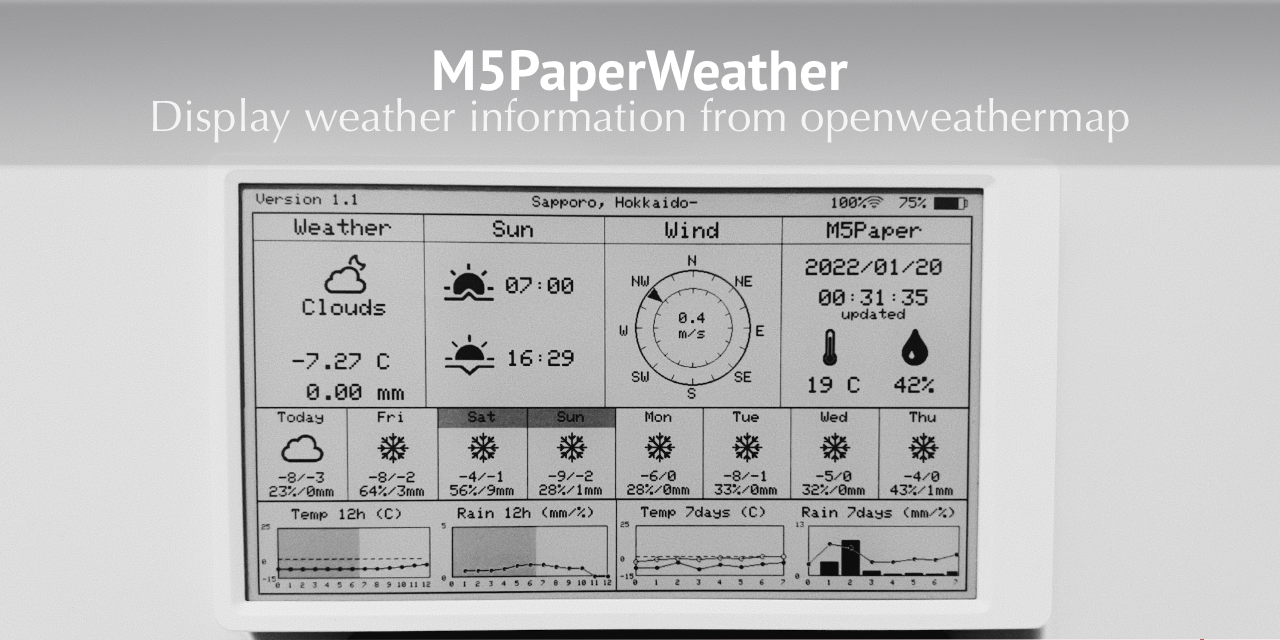 M5PaperWeather
Display weather information from openweathermap
Version 1.1
Sapporo, Hokkaido-
100%
75%
Weather
Sun
Wind
M5Paper
Clouds
-7.27 C
0.00 mm
07:00
16:29
N
NW
NE
W
E
SW
SE
S
0.4
m/s
2022/01/20
00:31:35
updated
19 C
42%
Today
Fri
Sat
Sun
Mon
Tue
Wed
Thu
-8/-3
-8/-2
-4/-1
-9/-2
-6/0
-8/-1
-5/0
-4/0
23%/0mm
64%/3mm
56%/9mm
28%/1mm
28%/0mm
33%/0mm
32%/0mm
43%/1mm
Temp 12h (C)
25
0
-15
0 1 2 3 4 5 6 7 8 9 10 11 12
Rain 12h (mm/%)
5
0
1 2 3 4 5 6 7 8 9 10 11 12
Temp 7days (C)
25
0
-15
0 1 2 3 4 5 6 7
Rain 7days (mm/%)
13
0
0 1 2 3 4 5 6 7